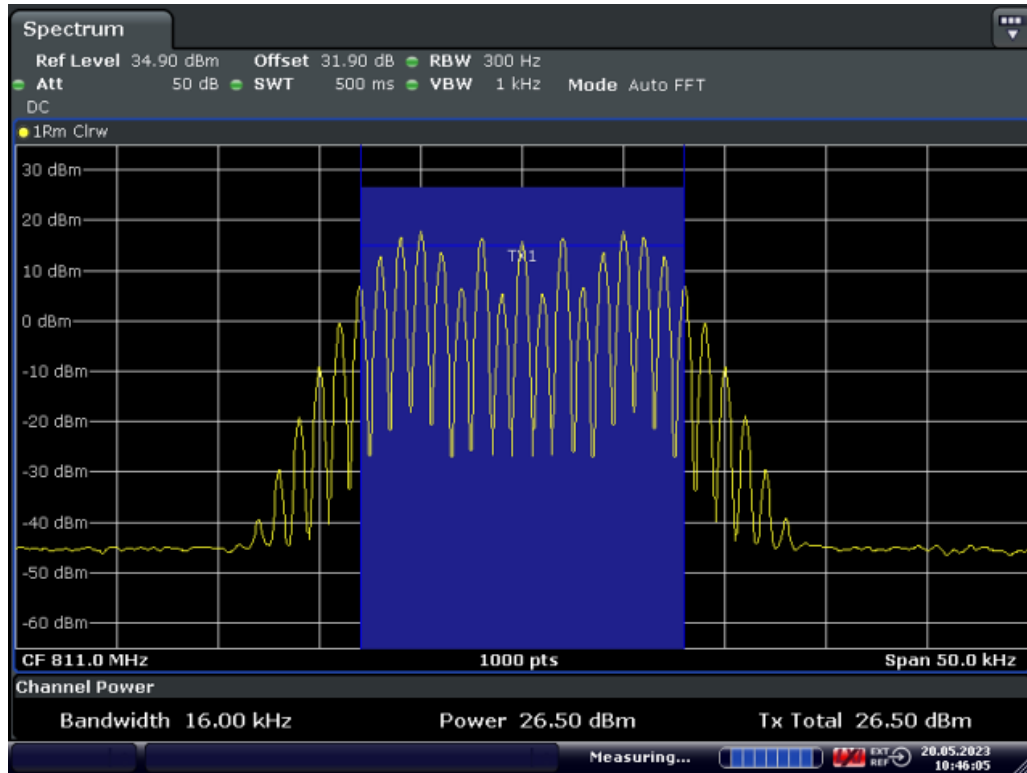 Spectrum
Ref Level 34.90 dBm Offset 31.90 dB RBW 300 Hz
Att 50 dB SWT 500 ms VBW 1 kHz Mode Auto FFT
DC
1Rm Clrw
30 dBm
20 dBm
TX1
10 dBm
0 dBm
-10 dBm
-20 dBm
-30 dBm
-40 dBm
-50 dBm
-60 dBm
CF 811.0 MHz 1000 pts Span 50.0 kHz
Channel Power
Bandwidth 16.00 kHz Power 26.50 dBm Tx Total 26.50 dBm
Measuring... EXT REF 20.05.2023
10:46:05